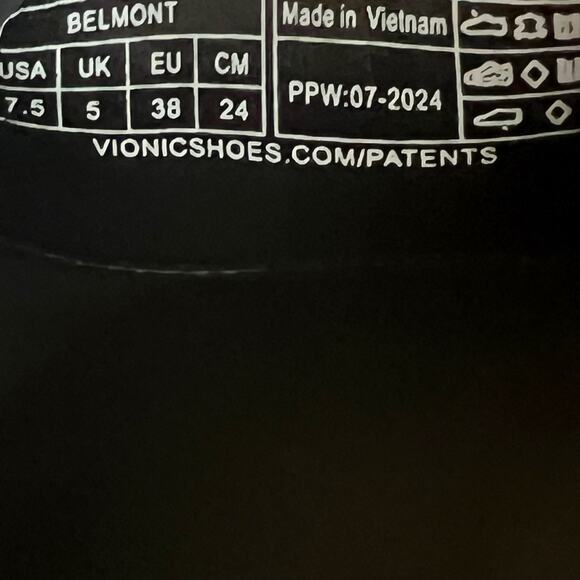 BELMONT
USA UK EU CM
7.5 5 38 24
Made in Vietnam
PPW:07-2024
VIONICSHOES.COM/PATENTS